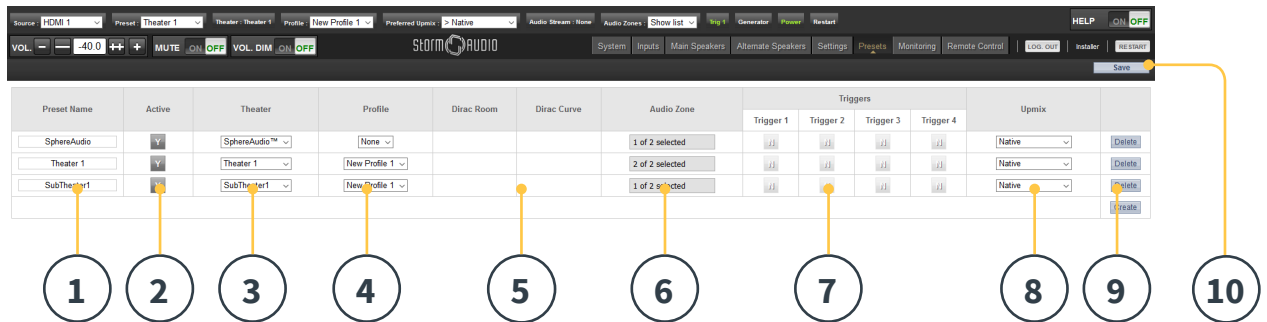 Source : HDMI 1 Preset : Theater 1 Theater : Theater 1 Profile : New Profile 1 Preferred Upmix : > Native Audio Stream : None Audio Zones : Show list Trig 1 Generator Power Restart HELP ON OFF
VOL. -40.0 ++ + MUTE ON OFF VOL. DIM ON OFF StormAUDIO System Inputs Main Speakers Alternate Speakers Settings Presets Monitoring Remote Control LOG. OUT Installer RESTART
Save
Preset Name Active Theater Profile Dirac Room Dirac Curve Audio Zone Triggers Upmix
Trigger 1 Trigger 2 Trigger 3 Trigger 4
SphereAudio Y SphereAudio™ None 1 of 2 selected N N N N Native Delete
Theater 1 Y Theater 1 New Profile 1 2 of 2 selected N N N N Native Delete
SubTheater1 Y SubTheater1 New Profile 1 1 of 2 selected N N N N Native Delete
Create
1 2 3 4 5 6 7 8 9 10